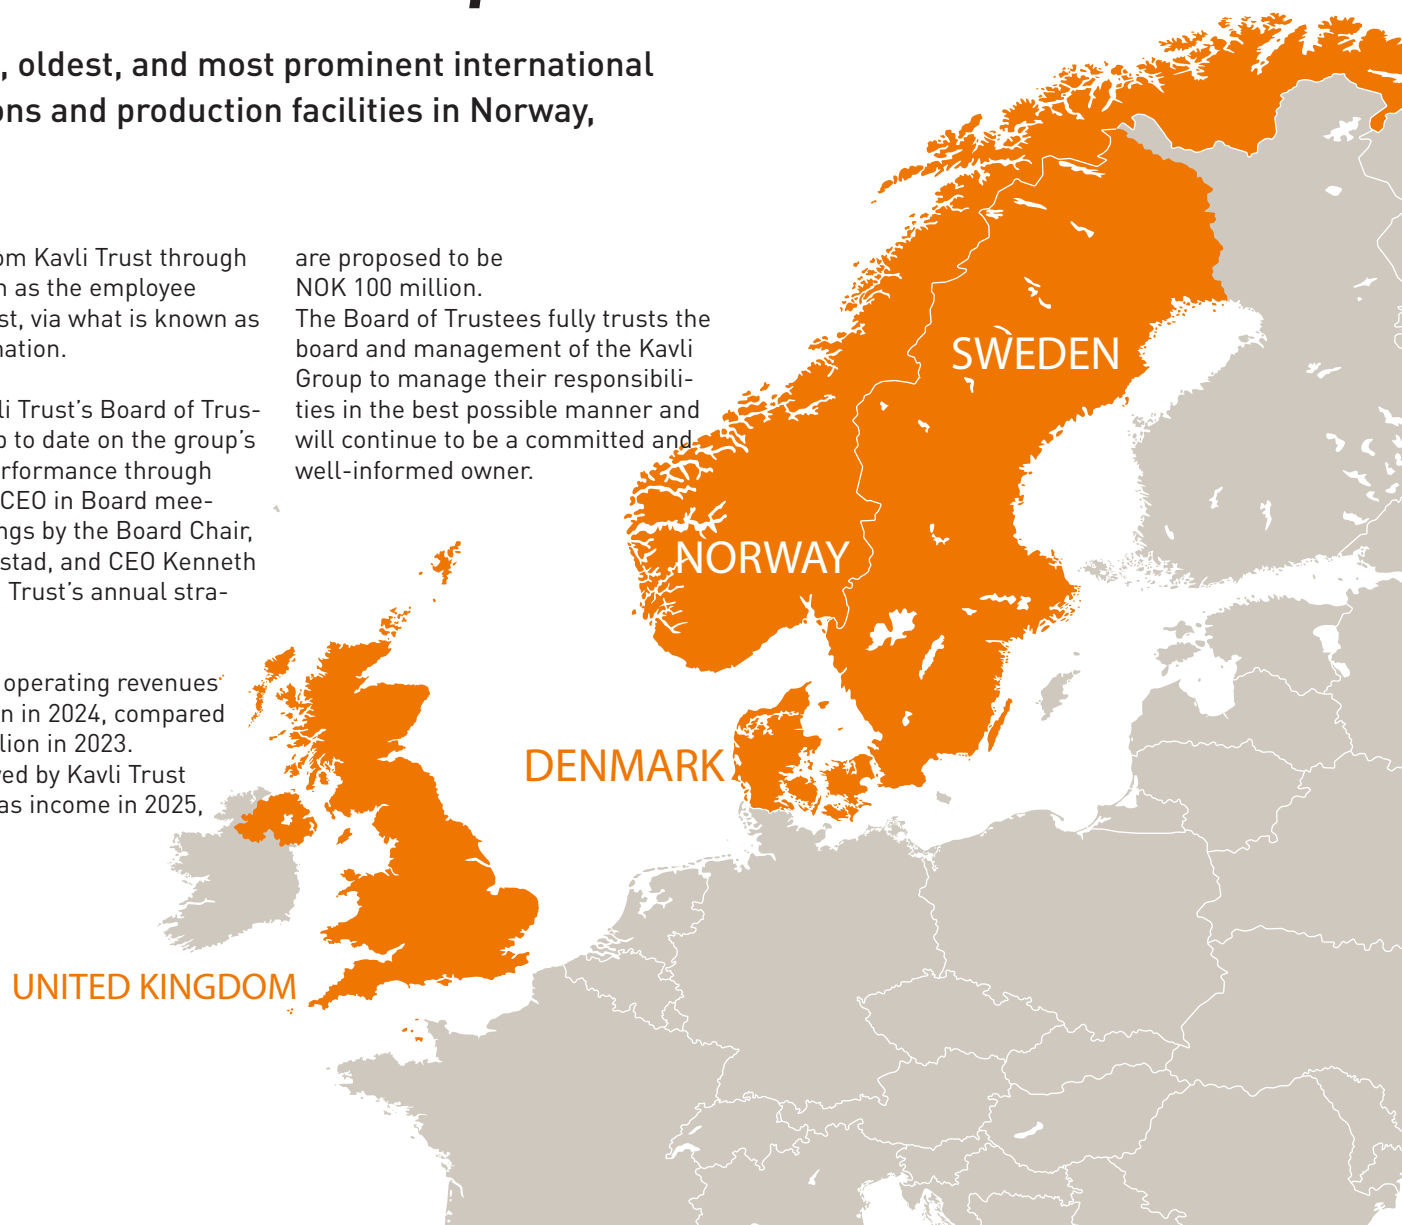 , oldest, and most prominent international
ons and production facilities in Norway,
om Kavli Trust through
n as the employee
st, via what is known as
nation.
li Trust's Board of Trus-
p to date on the group's
rformance through
CEO in Board mee-
ngs by the Board Chair,
stad, and CEO Kenneth
Trust's annual stra-
operating revenues
n in 2024, compared
lion in 2023.
ved by Kavli Trust
as income in 2025,
are proposed to be
NOK 100 million.
The Board of Trustees fully trusts the
board and management of the Kavli
Group to manage their responsibili-
ties in the best possible manner and
will continue to be a committed and
well-informed owner.
SWEDEN
NORWAY
DENMARK
UNITED KINGDOM